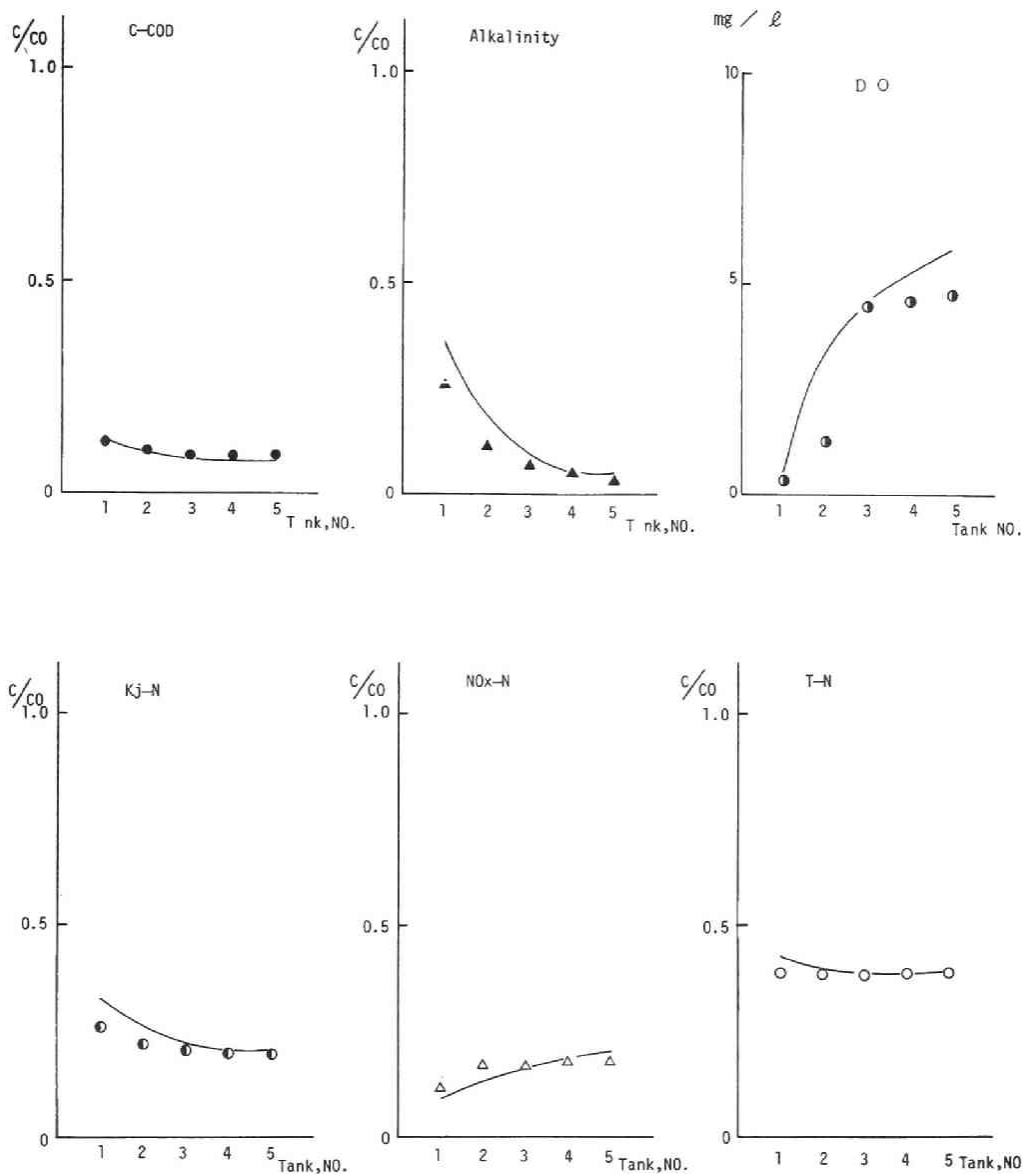 C/CO
C-COD
1.0
0.5
0
1 2 3 4 5
T nk,NO.
C/CO
Alkalinity
1.0
0.5
0
1 2 3 4 5
T nk,NO.
mg / ℓ
D O
10
5
0
1 2 3 4 5
Tank NO.
C/CO
Kj-N
1.0
0.5
0
1 2 3 4 5
Tank,NO.
C/CO
NOx-N
1.0
0.5
0
1 2 3 4 5
Tank,NO.
C/CO
T-N
1.0
0.5
0
1 2 3 4 5
Tank,NO